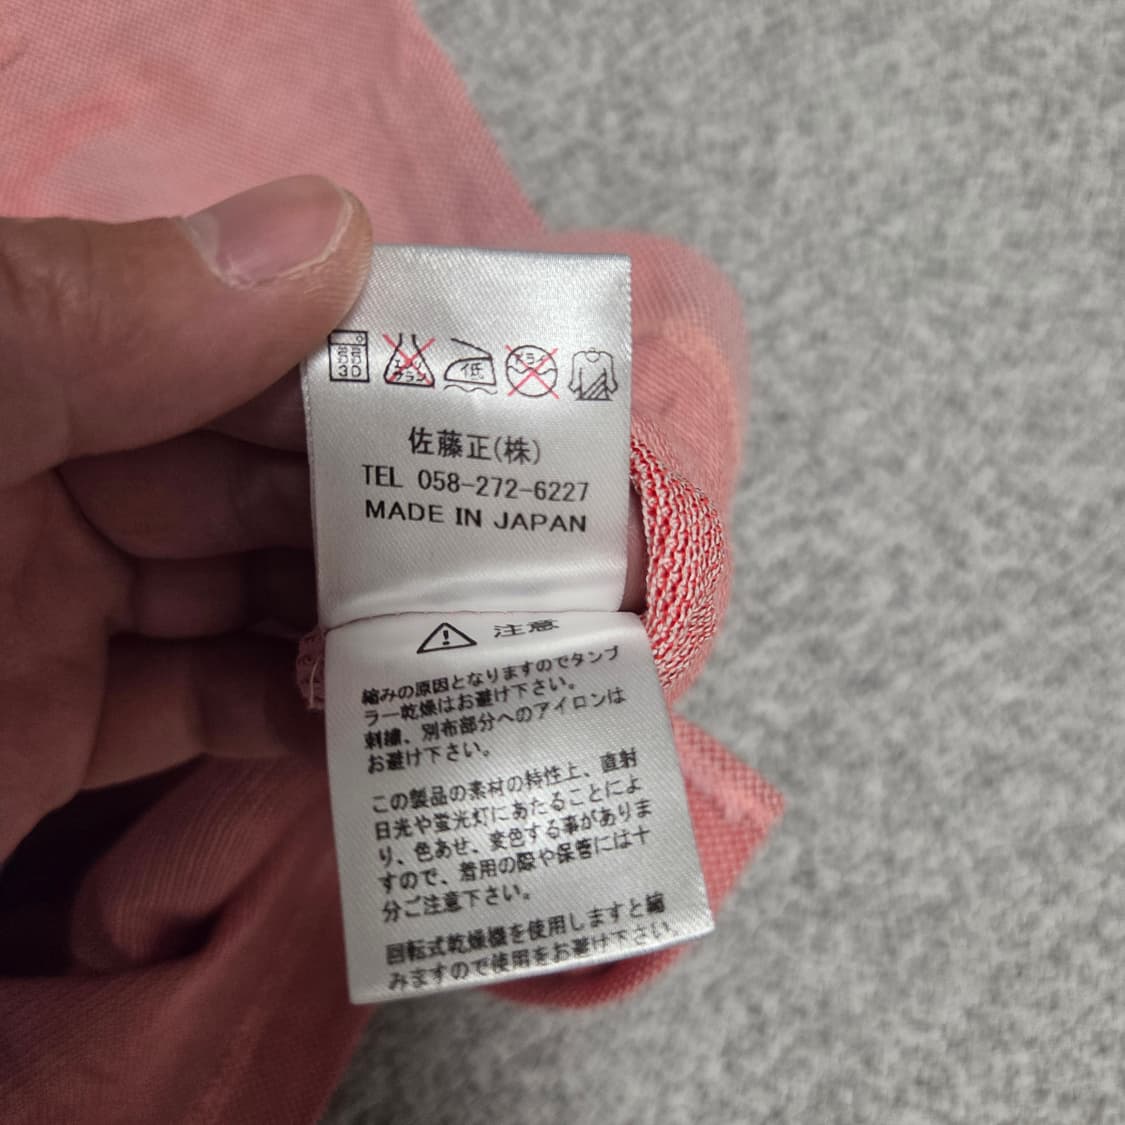 弱
30
エンソ
フラン
低
ドライ
佐藤正(株)
TEL 058-272-6227
MADE IN JAPAN
注意
縮みの原因となりますのでタンブ
ラー乾燥はお避け下さい。
刺繍、別布部分へのアイロンは
お避け下さい。
この製品の素材の特性上、直射
日光や蛍光灯にあたることによ
り、色あせ、変色する事がありま
すので、着用の際や保管には十
分ご注意下さい。
回転式乾燥機を使用しますと縮
みますので使用をお避け下さい。